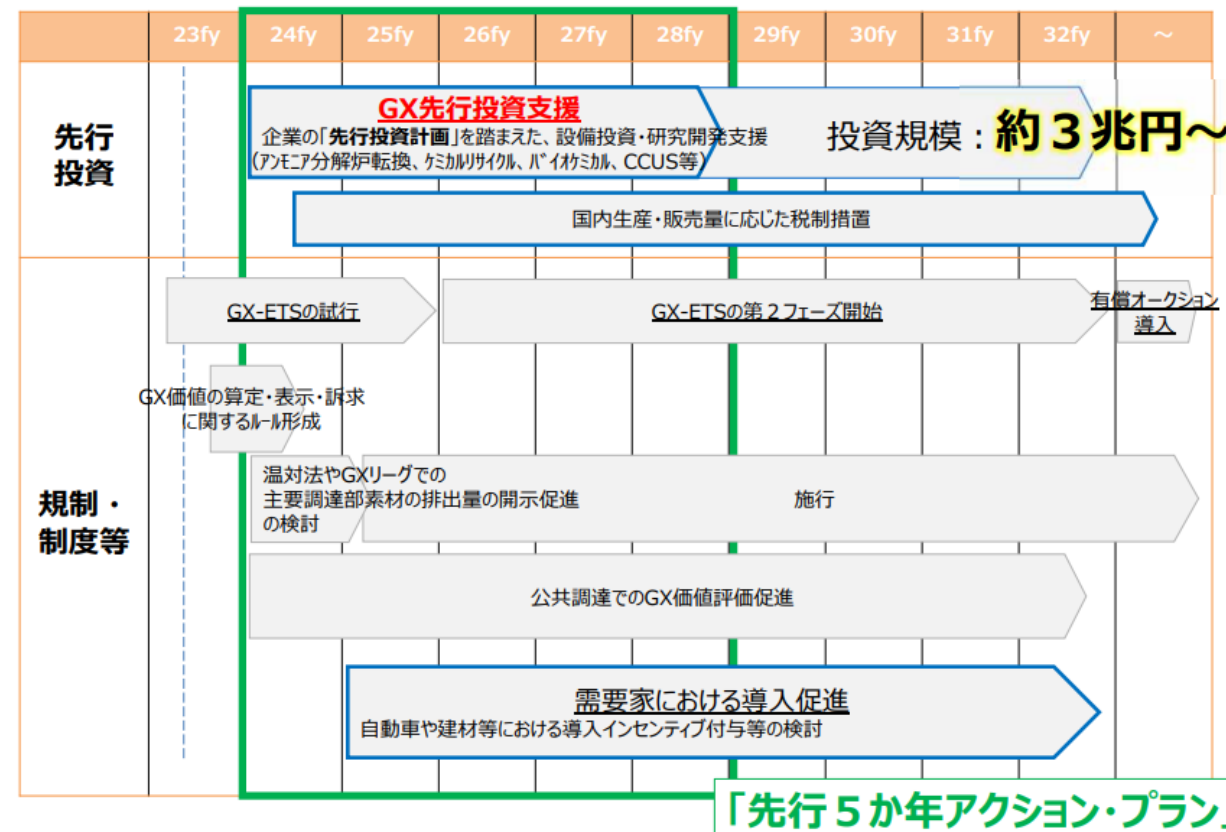 23fy 24fy 25fy 26fy 27fy 28fy 29fy 30fy 31fy 32fy ～
先行
投資
GX先行投資支援
企業の「先行投資計画」を踏まえた、設備投資・研究開発支援
(ｱﾝﾓﾆｱ分解炉転換、ｹﾐｶﾙﾘｻｲｸﾙ、ﾊﾞｲｵｹﾐｶﾙ、CCUS等)
投資規模：約３兆円～
国内生産・販売量に応じた税制措置
規制・
制度等
GX-ETSの試行
GX-ETSの第２ﾌｪｰｽﾞ開始
有償オークション
導入
GX価値の算定・表示・訴求
に関するﾙｰﾙ形成
温対法やGXリーグでの
主要調達部素材の排出量の開示促進
の検討
施行
公共調達でのGX価値評価促進
需要家における導入促進
自動車や建材等における導入インセンティブ付与等の検討
「先行５か年アクション・プラン」